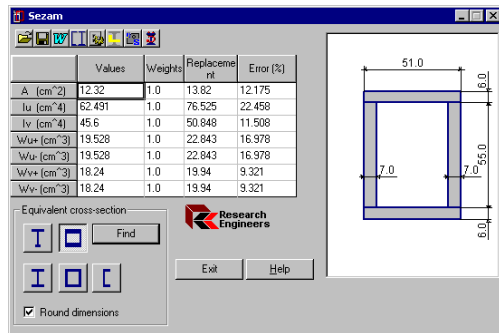 Sezam
Values Weights Replaceme nt Error (%)
A (cm^2) 12.32 1.0 13.82 12.175
Iu (cm^4) 62.491 1.0 76.525 22.458
Iv (cm^4) 45.6 1.0 50.848 11.508
Wu+ (cm^3) 19.528 1.0 22.843 16.978
Wu- (cm^3) 19.528 1.0 22.843 16.978
Wv+ (cm^3) 18.24 1.0 19.94 9.321
Wv- (cm^3) 18.24 1.0 19.94 9.321
Equivalent cross-section
Find
Round dimensions
Research
Engineers
Exit
Help
51.0
6.0
55.0
7.0
7.0
6.0